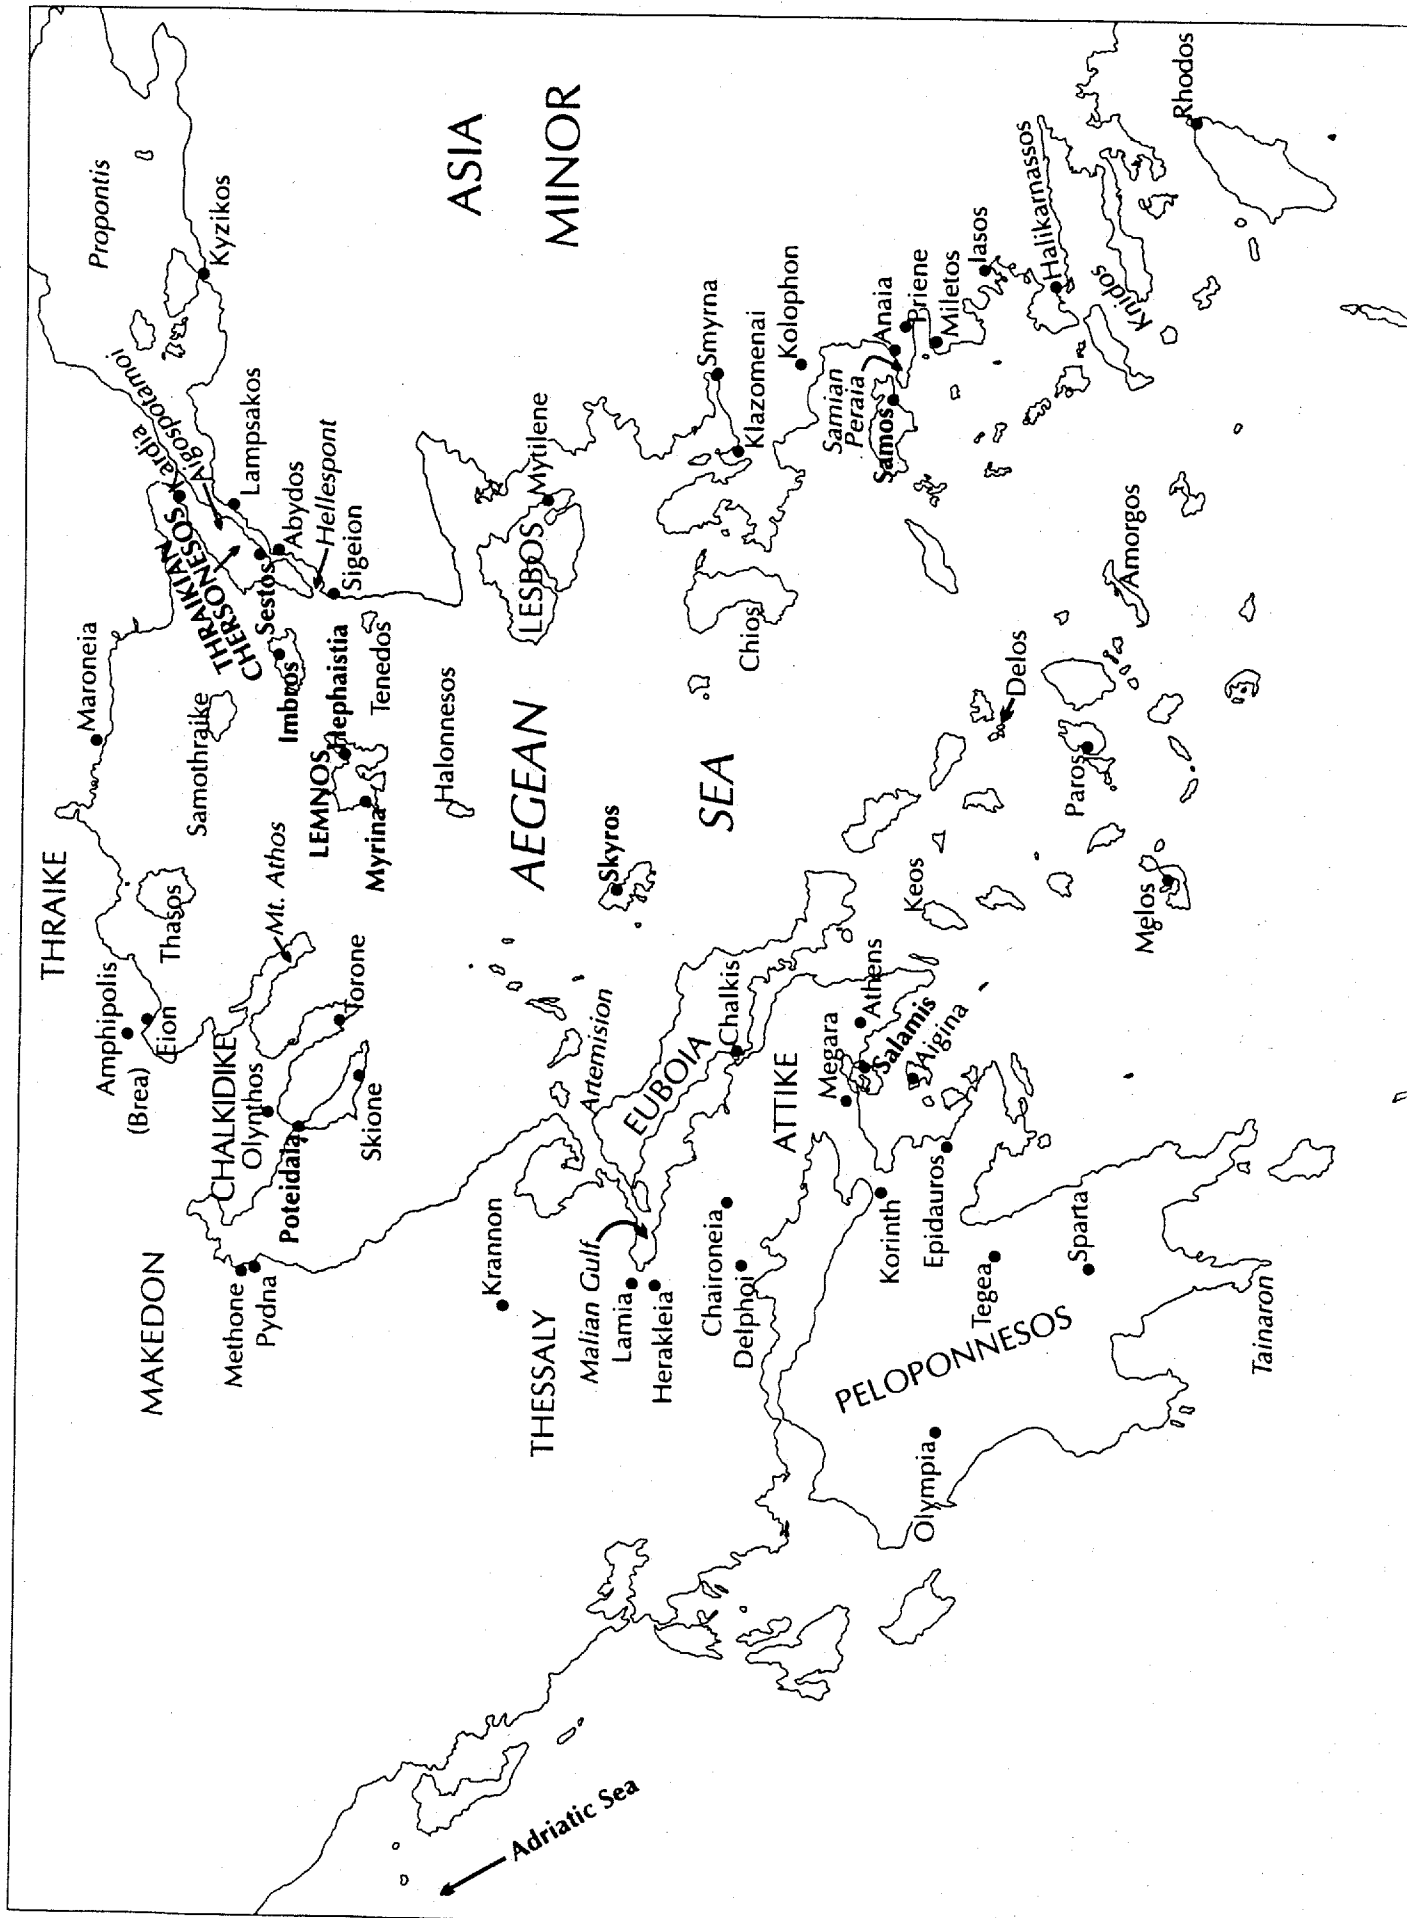 THRAIKE
MAKEDON
Amphipolis
(Brea)
Eion
Thasos
Maroneia
Samothraike
CHALKIDIKE
Olynthos
Poteidaia
Skione
Torone
Mt. Athos
Methone
Pydna
THRAIKIAN
CHERSONESOS
Kardia
Aigospotamoi
Propontis
Kyzikos
Lampsakos
Sestos
Abydos
Hellespont
Sigeion
Imbros
LEMNOS
Hephaistia
Myrina
Tenedos
Halonnesos
ASIA
MINOR
AEGEAN
SEA
LESBOS
Mytilene
Krannon
THESSALY
Malian Gulf
Lamia
Herakleia
Artemision
EUBOIA
Chalkis
Skyros
Chios
Smyrna
Klazomenai
Kolophon
Chaironeia
Delphoi
ATTIKE
Megara
Athens
Salamis
Aigina
Keos
Samian
Peraia
Samos
Anaia
Priene
Miletos
Iasos
Halikarnassos
Knidos
Rhodos
Korinth
Epidauros
Tegea
Sparta
PELOPONNESOS
Olympia
Tainaron
Delos
Paros
Amorgos
Melos
Adriatic Sea